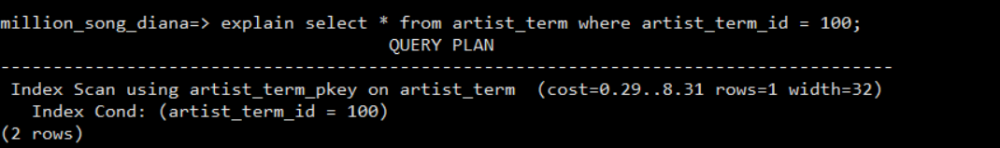 million_song_diana=> explain select * from artist_term where artist_term_id = 100;
QUERY PLAN
-----------------------------------------------------------------------------------
Index Scan using artist_term_pkey on artist_term  (cost=0.29..8.31 rows=1 width=32)
Index Cond: (artist_term_id = 100)
(2 rows)